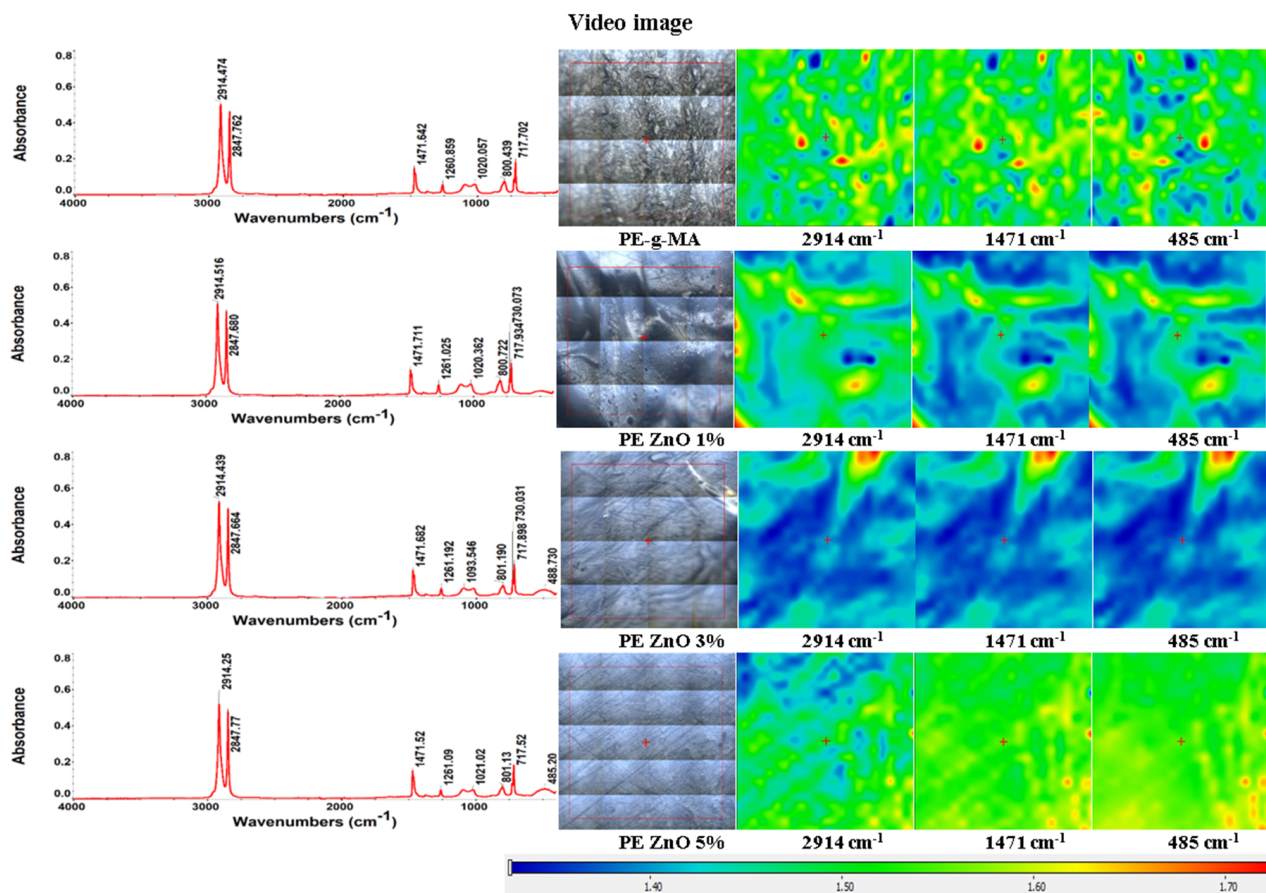 Video image
Absorbance
0.8
0.6
0.4
0.2
0.0
2914.474
2847.762
1471.642
1260.859
1020.057
800.439
717.702
4000 3000 2000 1000
Wavenumbers (cm-1)
PE-g-MA 2914 cm-1 1471 cm-1 485 cm-1
Absorbance
0.8
0.6
0.4
0.2
0.0
2914.516
2847.680
1471.711
1261.025
1020.362
800.722
717.934 730.073
4000 3000 2000 1000
Wavenumbers (cm-1)
PE ZnO 1% 2914 cm-1 1471 cm-1 485 cm-1
Absorbance
0.8
0.6
0.4
0.2
0.0
2914.439
2847.664
1471.682
1261.192
1093.546
801.190
717.898 730.031
488.730
4000 3000 2000 1000
Wavenumbers (cm-1)
PE ZnO 3% 2914 cm-1 1471 cm-1 485 cm-1
Absorbance
0.8
0.6
0.4
0.2
0.0
2914.25
2847.77
1471.52
1261.09
1021.02
801.13
717.52
485.20
4000 3000 2000 1000
Wavenumbers (cm-1)
PE ZnO 5% 2914 cm-1 1471 cm-1 485 cm-1
1.40 1.50 1.60 1.70